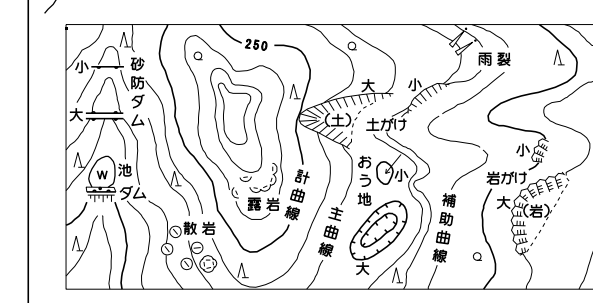 250
小
砂防ダム
大
W
池
ダム
散岩
露岩
計曲線
主曲線
大
小
(土)
土がけ
雨裂
おう地
小
大
補助曲線
小
岩がけ
大
(岩)